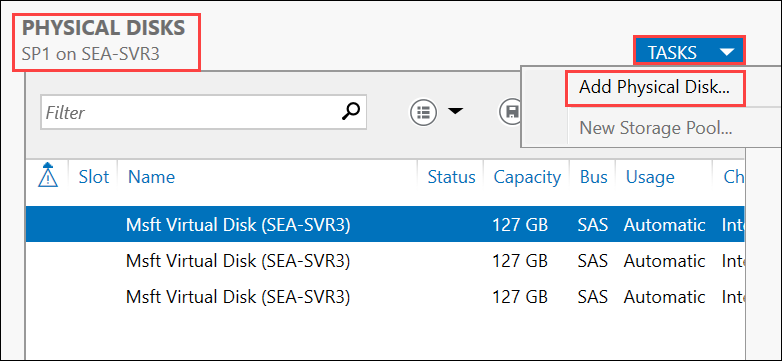 PHYSICAL DISKS
SP1 on SEA-SVR3
TASKS
Add Physical Disk...
New Storage Pool...
Filter
Slot Name Status Capacity Bus Usage Ch
Msft Virtual Disk (SEA-SVR3) 127 GB SAS Automatic Int
Msft Virtual Disk (SEA-SVR3) 127 GB SAS Automatic Int
Msft Virtual Disk (SEA-SVR3) 127 GB SAS Automatic Int